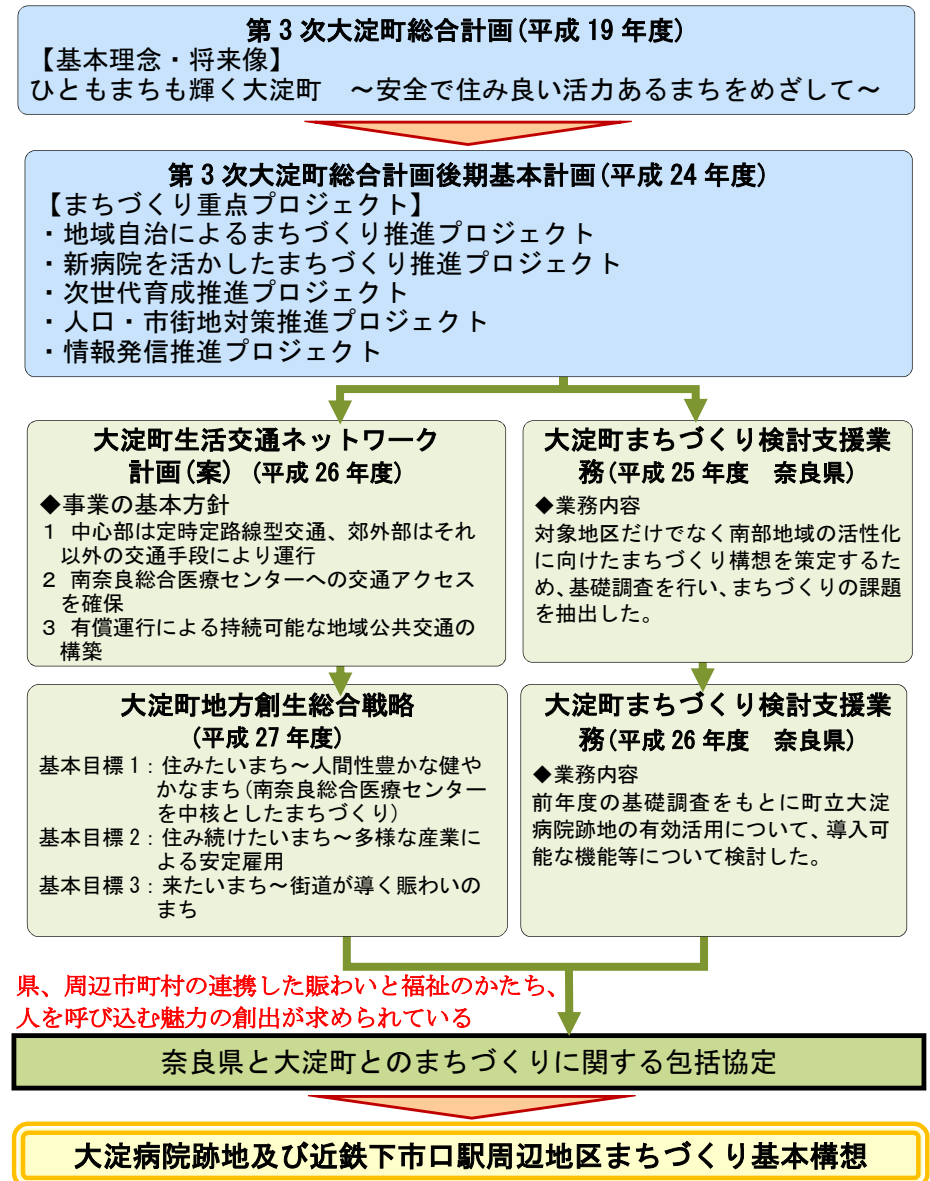 第3次大淀町総合計画(平成19年度)
【基本理念・将来像】
ひともまちも輝く大淀町　～安全で住み良い活力あるまちをめざして～
第3次大淀町総合計画後期基本計画(平成24年度)
【まちづくり重点プロジェクト】
・地域自治によるまちづくり推進プロジェクト
・新病院を活かしたまちづくり推進プロジェクト
・次世代育成推進プロジェクト
・人口・市街地対策推進プロジェクト
・情報発信推進プロジェクト
大淀町生活交通ネットワーク
計画(案) (平成26年度)
◆事業の基本方針
1 中心部は定時定路線型交通、郊外部はそれ
以外の交通手段により運行
2 南奈良総合医療センターへの交通アクセス
を確保
3 有償運行による持続可能な地域公共交通の
構築
大淀町まちづくり検討支援業
務(平成25年度　奈良県)
◆業務内容
対象地区だけでなく南部地域の活性化
に向けたまちづくり構想を策定するた
め、基礎調査を行い、まちづくりの課題
を抽出した。
大淀町地方創生総合戦略
(平成27年度)
基本目標1：住みたいまち～人間性豊かな健や
かなまち(南奈良総合医療センター
を中核としたまちづくり)
基本目標2：住み続けたいまち～多様な産業に
よる安定雇用
基本目標3：来たいまち～街道が導く賑わいの
まち
大淀町まちづくり検討支援業
務(平成26年度　奈良県)
◆業務内容
前年度の基礎調査をもとに町立大淀
病院跡地の有効活用について、導入可
能な機能等について検討した。
県、周辺市町村の連携した賑わいと福祉のかたち、
人を呼び込む魅力の創出が求められている
奈良県と大淀町とのまちづくりに関する包括協定
大淀病院跡地及び近鉄下市口駅周辺地区まちづくり基本構想